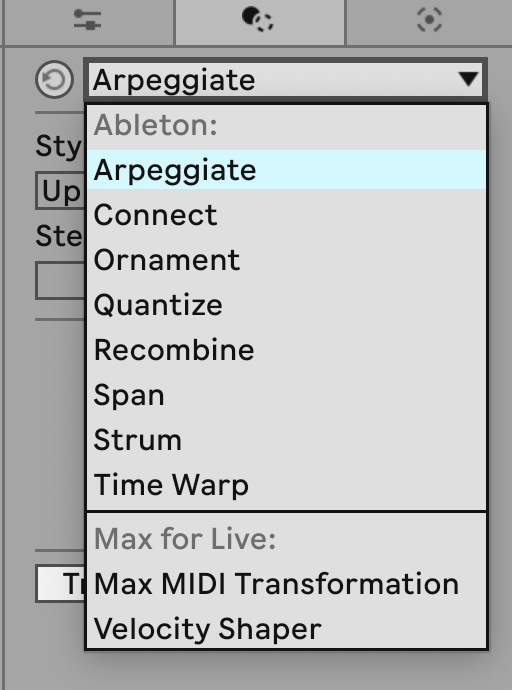 Arpeggiate
Ableton:
Sty
Arpeggiate
Up
Connect
Ste
Ornament
Quantize
Recombine
Span
Strum
Time Warp
Max for Live:
Max MIDI Transformation
Velocity Shaper